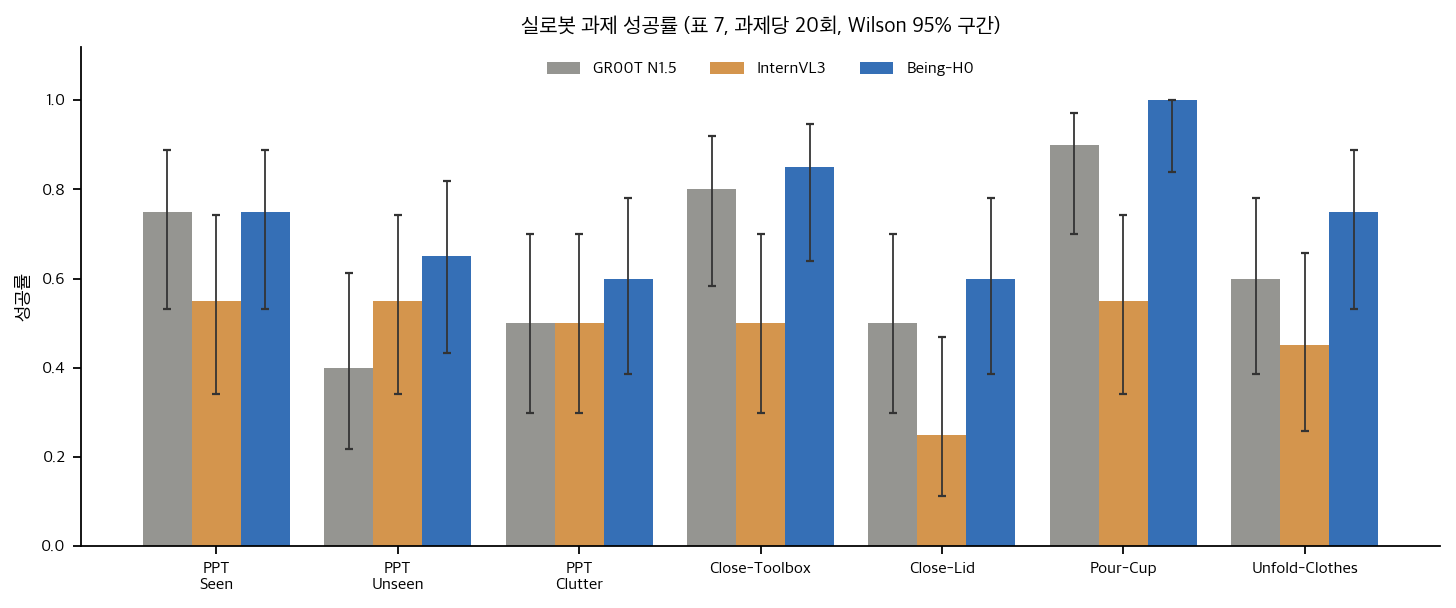 실로봇 과제 성공률 (표 7, 과제당 20회, Wilson 95% 구간)
GR00T N1.5
InternVL3
Being-H0
성공률
1.0
0.8
0.6
0.4
0.2
0.0
PPT
Seen
PPT
Unseen
PPT
Clutter
Close-Toolbox
Close-Lid
Pour-Cup
Unfold-Clothes